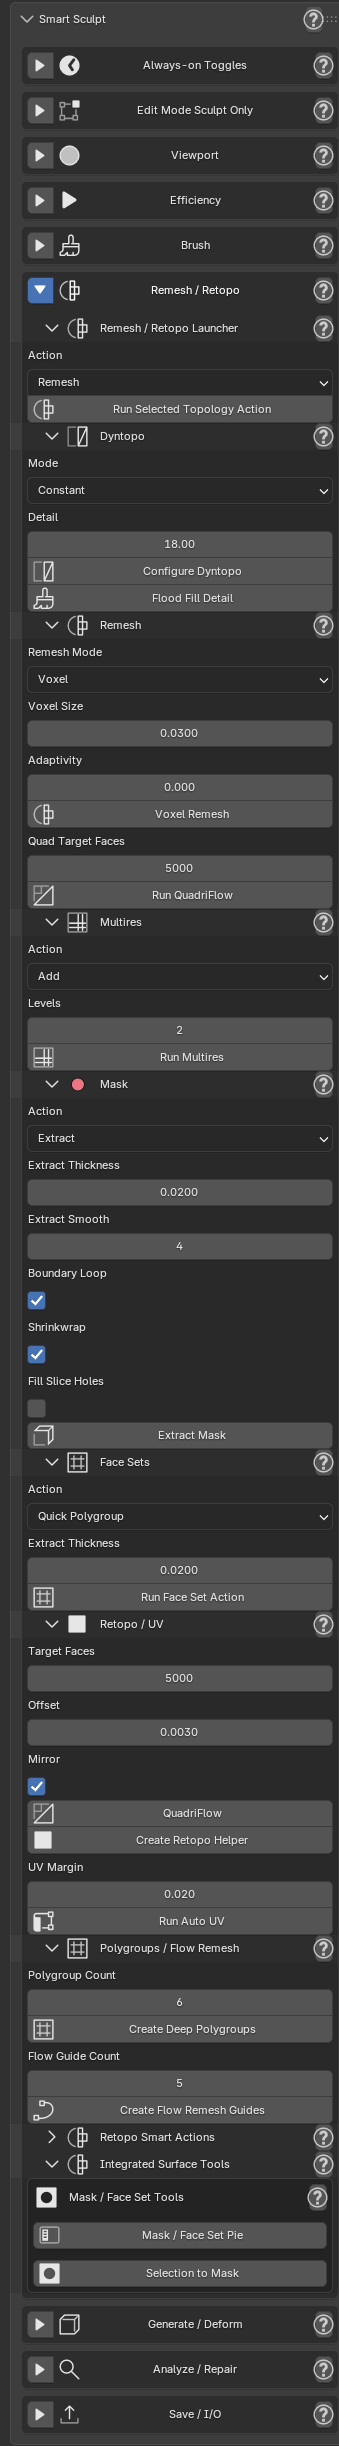 Smart Sculpt
Always-on Toggles
Edit Mode Sculpt Only
Viewport
Efficiency
Brush
Remesh / Retopo
Remesh / Retopo Launcher
Action
Remesh
Run Selected Topology Action
Dyntopo
Mode
Constant
Detail
18.00
Configure Dyntopo
Flood Fill Detail
Remesh
Remesh Mode
Voxel
Voxel Size
0.0300
Adaptivity
0.000
Voxel Remesh
Quad Target Faces
5000
Run QuadriFlow
Multires
Action
Add
Levels
2
Run Multires
Mask
Action
Extract
Extract Thickness
0.0200
Extract Smooth
4
Boundary Loop
Shrinkwrap
Fill Slice Holes
Extract Mask
Face Sets
Action
Quick Polygroup
Extract Thickness
0.0200
Run Face Set Action
Retopo / UV
Target Faces
5000
Offset
0.0030
Mirror
QuadriFlow
Create Retopo Helper
UV Margin
0.020
Run Auto UV
Polygroups / Flow Remesh
Polygroup Count
6
Create Deep Polygroups
Flow Guide Count
5
Create Flow Remesh Guides
Retopo Smart Actions
Integrated Surface Tools
Mask / Face Set Tools
Mask / Face Set Pie
Selection to Mask
Generate / Deform
Analyze / Repair
Save / I/O